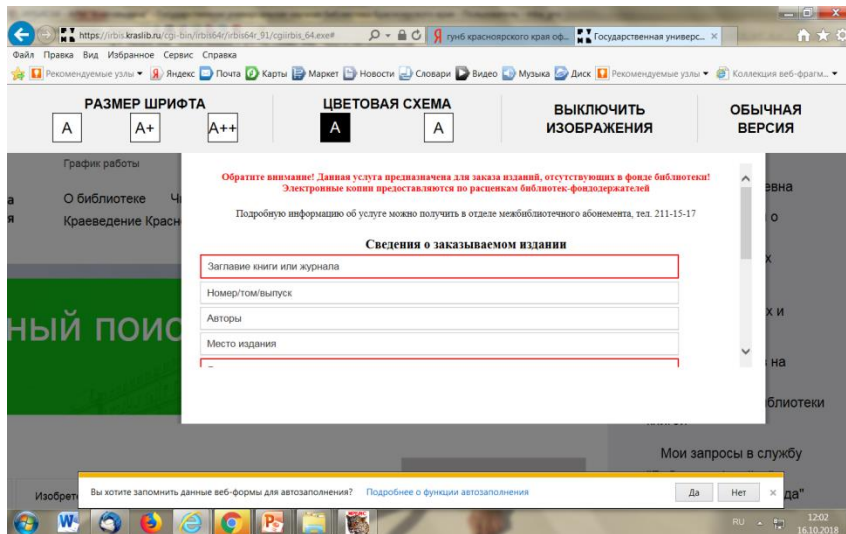 https://irbis.kraslib.ru/cgi-bin/irbis64r/irbis64r_91/cgiirbis_64.exe#
гунб красноярского края оф...
Государственная универс...
Файл Правка Вид Избранное Сервис Справка
Рекомендуемые узлы Яндекс Почта Карты Маркет Новости Словари Видео Музыка Диск Рекомендуемые узлы Коллекция веб-фрагм...
РАЗМЕР ШРИФТА
ЦВЕТОВАЯ СХЕМА
ВЫКЛЮЧИТЬ
ИЗОБРАЖЕНИЯ
ОБЫЧНАЯ
ВЕРСИЯ
A A+ A++ A A
График работы
О библиотеке
Краеведение Красн
ный поис
Обратите внимание! Данная услуга предназначена для заказа изданий, отсутствующих в фонде библиотеки!
Электронные копии предоставляются по расценкам библиотек-фондодержателей
Подробную информацию об услуге можно получить в отделе межбиблиотечного абонемента, тел. 211-15-17
Сведения о заказываемом издании
Заглавие книги или журнала
Номер/том/выпуск
Авторы
Место издания
евна
о
х
х и
на
блиотеки
Мои запросы в службу
да"
Изобрет
Вы хотите запомнить данные веб-формы для автозаполнения? Подробнее о функции автозаполнения Да Нет
RU
12:02
16.10.2018